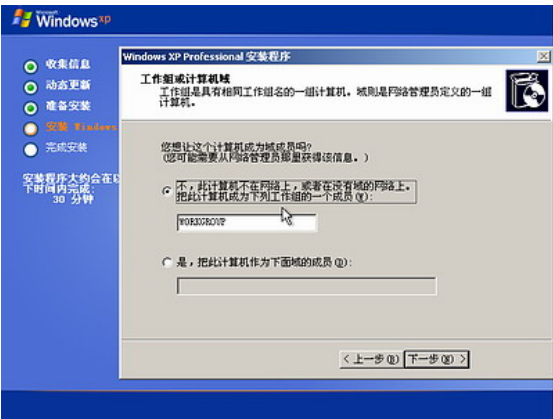 Microsoft
Windows xp
收集信息
动态更新
准备安装
安装 Windows
完成安装
安装程序大约会在以
下时间内完成:
30 分钟
Windows XP Professional 安装程序
工作组或计算机域
工作组是具有相同工作组名的一组计算机。域则是网络管理员定义的一组
计算机。
您想让这个计算机成为域成员吗?
(您可能需要从网络管理员那里获得该信息。)
不，此计算机不在网络上，或者在没有域的网络上。
把此计算机成为下列工作组的一个成员(W):
WORKGROUP
是，把此计算机作为下面域的成员(D):
< 上一步(B)
下一步(N) >